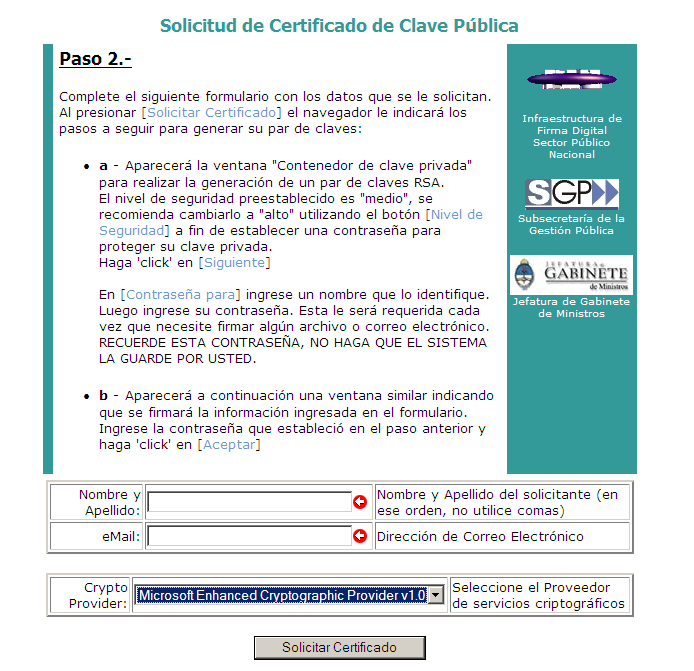 Solicitud de Certificado de Clave Pública
Paso 2.-
Complete el siguiente formulario con los datos que se le solicitan.
Al presionar [Solicitar Certificado] el navegador le indicará los
pasos a seguir para generar su par de claves:
• a - Aparecerá la ventana "Contenedor de clave privada"
para realizar la generación de un par de claves RSA.
El nivel de seguridad preestablecido es "medio", se
recomienda cambiarlo a "alto" utilizando el botón [Nivel de
Seguridad] a fin de establecer una contraseña para
proteger su clave privada.
Haga 'click' en [Siguiente]
En [Contraseña para] ingrese un nombre que lo identifique.
Luego ingrese su contraseña. Esta le será requerida cada
vez que necesite firmar algún archivo o correo electrónico.
RECUERDE ESTA CONTRASEÑA, NO HAGA QUE EL SISTEMA
LA GUARDE POR USTED.
• b - Aparecerá a continuación una ventana similar indicando
que se firmará la información ingresada en el formulario.
Ingrese la contraseña que estableció en el paso anterior y
haga 'click' en [Aceptar]
Infraestructura de
Firma Digital
Sector Público
Nacional
SGP
Subsecretaría de la
Gestión Pública
JEFATURA DE
GABINETE
de Ministros
Jefatura de Gabinete
de Ministros
Nombre y
Apellido:
Nombre y Apellido del solicitante (en
ese orden, no utilice comas)
eMail:
Dirección de Correo Electrónico
Crypto
Provider:
Microsoft Enhanced Cryptographic Provider v1.0
Seleccione el Proveedor
de servicios criptográficos
Solicitar Certificado